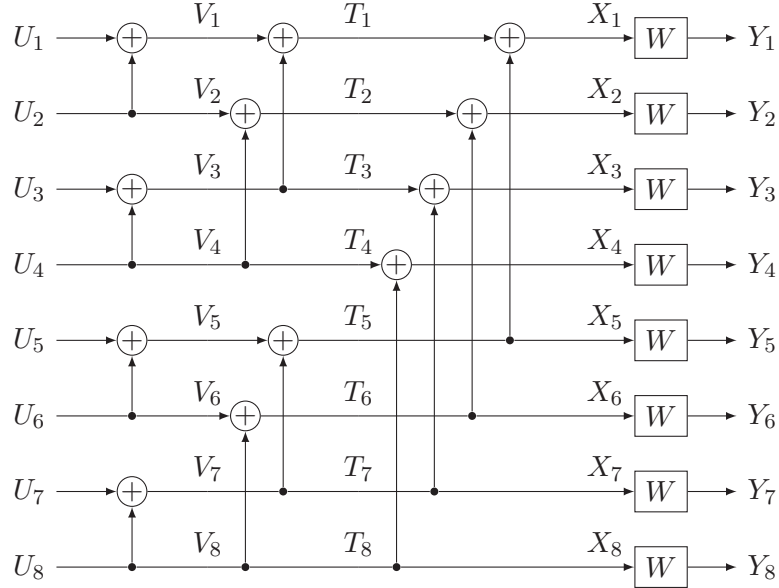 U1 V1 T1 X1 W Y1
U2 V2 T2 X2 W Y2
U3 V3 T3 X3 W Y3
U4 V4 T4 X4 W Y4
U5 V5 T5 X5 W Y5
U6 V6 T6 X6 W Y6
U7 V7 T7 X7 W Y7
U8 V8 T8 X8 W Y8